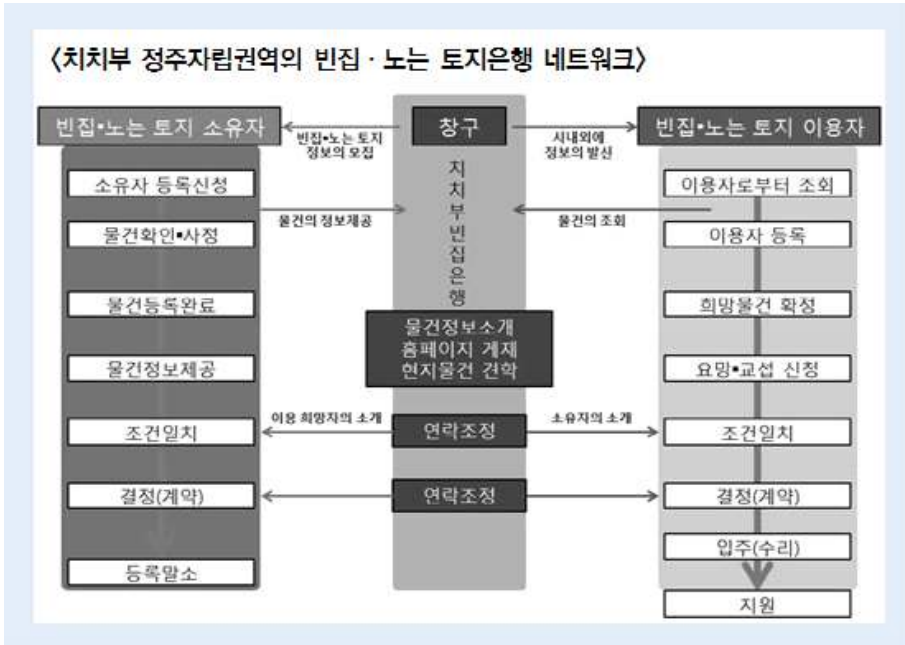 〈치치부 정주자립권역의 빈집·노는 토지은행 네트워크〉
빈집▪노는 토지 소유자
창구
빈집▪노는 토지 이용자
빈집▪노는 토지
정보의 모집
시내외에
정보의 발신
소유자 등록신청
물건확인▪사정
물건등록완료
물건정보제공
조건일치
결정(계약)
등록말소
물건의 정보제공
치치부빈집은행
물건의 조회
물건정보소개
홈페이지 게재
현지물건 견학
이용 희망자의 소개
연락조정
소유자의 소개
연락조정
이용자로부터 조회
이용자 등록
희망물건 확정
요망▪교섭 신청
조건일치
결정(계약)
입주(수리)
지원